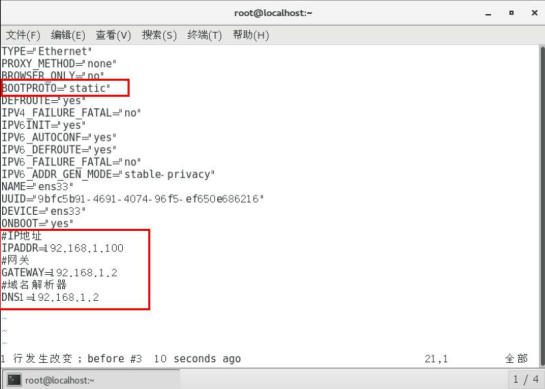 root@localhost:~
文件(F) 编辑(E) 查看(V) 搜索(S) 终端(T) 帮助(H)
TYPE="Ethernet"
PROXY_METHOD="none"
BROWSER_ONLY="no"
BOOTPROTO="static"
DEFROUTE="yes"
IPV4_FAILURE_FATAL="no"
IPV6INIT="yes"
IPV6_AUTOCONF="yes"
IPV6_DEFROUTE="yes"
IPV6_FAILURE_FATAL="no"
IPV6_ADDR_GEN_MODE="stable-privacy"
NAME="ens33"
UUID="9bfc5b91-4691-4074-96f5-ef650e686216"
DEVICE="ens33"
ONBOOT="yes"
#IP地址
IPADDR=192.168.1.100
#网关
GATEWAY=192.168.1.2
#域名解析器
DNS1=192.168.1.2
~
~
~
1 行发生改变；before #3 10 seconds ago 21,1 全部
root@localhost:~ 1 / 4